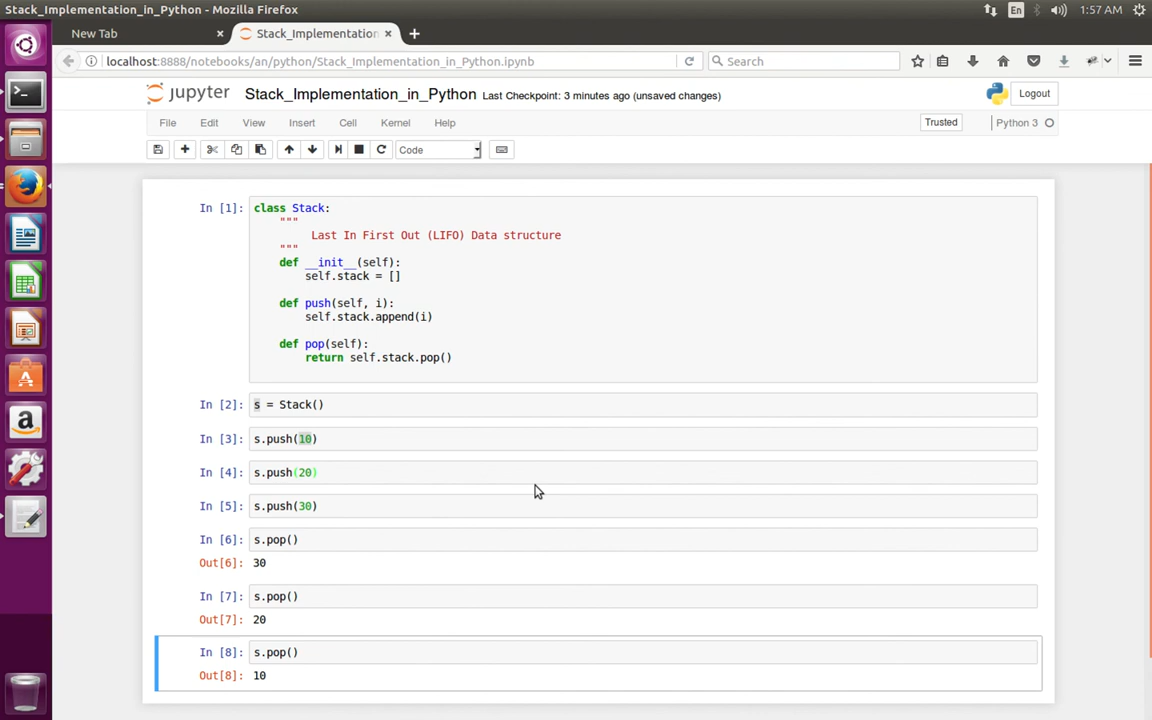 Stack_Implementation_in_Python - Mozilla Firefox
En
1:57 AM
New Tab
Stack_Implementation
localhost:8888/notebooks/an/python/Stack_Implementation_in_Python.ipynb
Search
jupyter
Stack_Implementation_in_Python
Last Checkpoint: 3 minutes ago (unsaved changes)
Logout
File
Edit
View
Insert
Cell
Kernel
Help
Trusted
Python 3
Code
In [1]:
class Stack:
"""
Last In First Out (LIFO) Data structure
"""
def __init__(self):
self.stack = []
def push(self, i):
self.stack.append(i)
def pop(self):
return self.stack.pop()
In [2]: s = Stack()
In [3]: s.push(10)
In [4]: s.push(20)
In [5]: s.push(30)
In [6]: s.pop()
Out[6]: 30
In [7]: s.pop()
Out[7]: 20
In [8]: s.pop()
Out[8]: 10